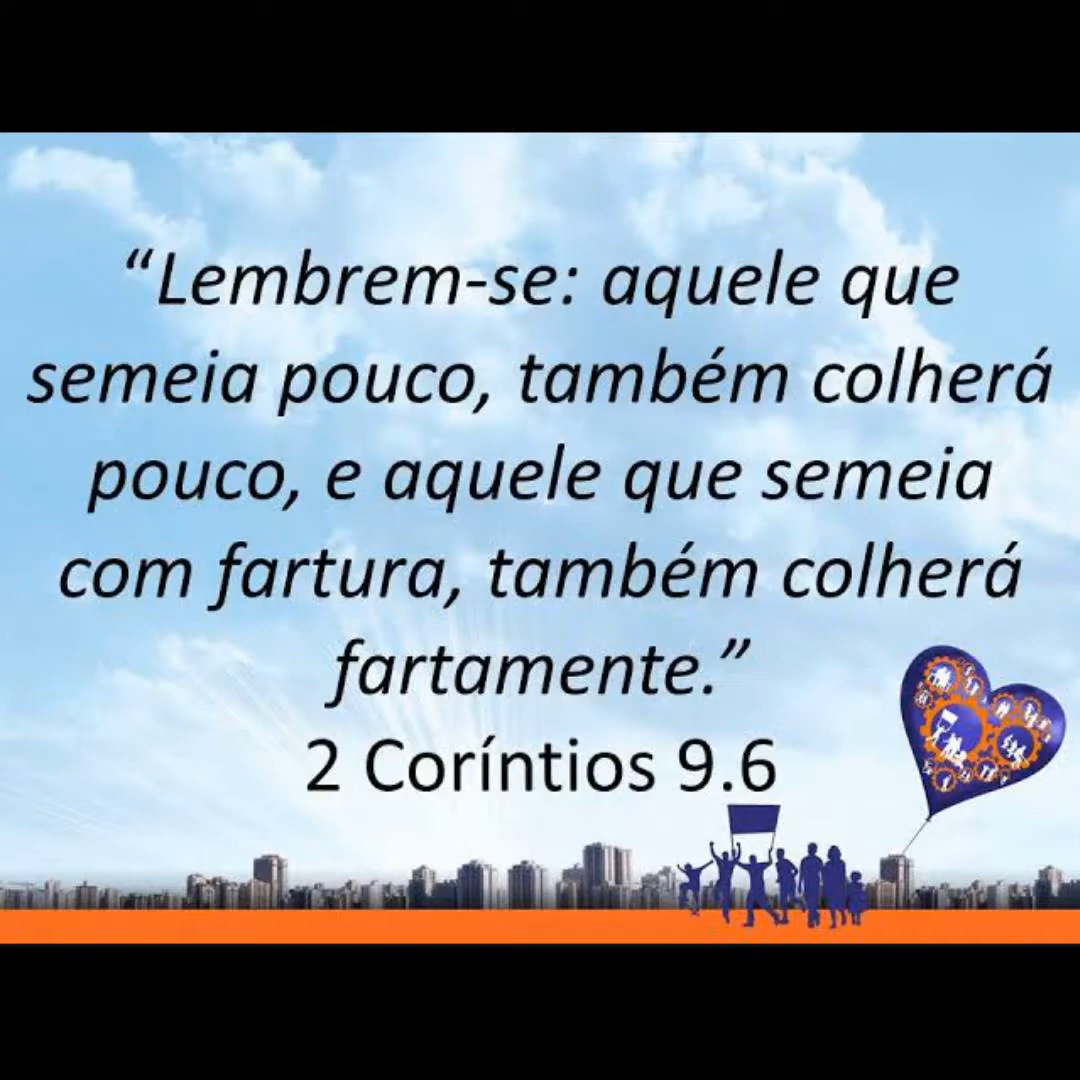 “Lembrem-se: aquele que
semeia pouco, também colherá
pouco, e aquele que semeia
com fartura, também colherá
fartamente.”
2 Coríntios 9.6